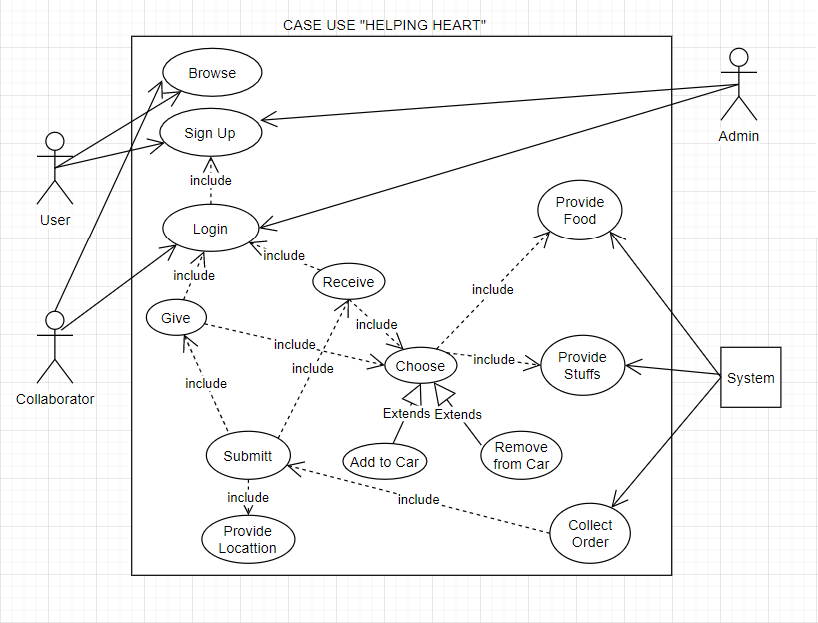 CASE USE "HELPING HEART"
Browse
Sign Up
Admin
include
User
Provide
Food
Login
include
include
Receive
include
Give
include
include
Provide
Stuffs
include
include
Choose
System
include
Collaborator
Extends
Extends
Submitt
Add to Car
Remove
from Car
include
include
Provide
Locattion
Collect
Order